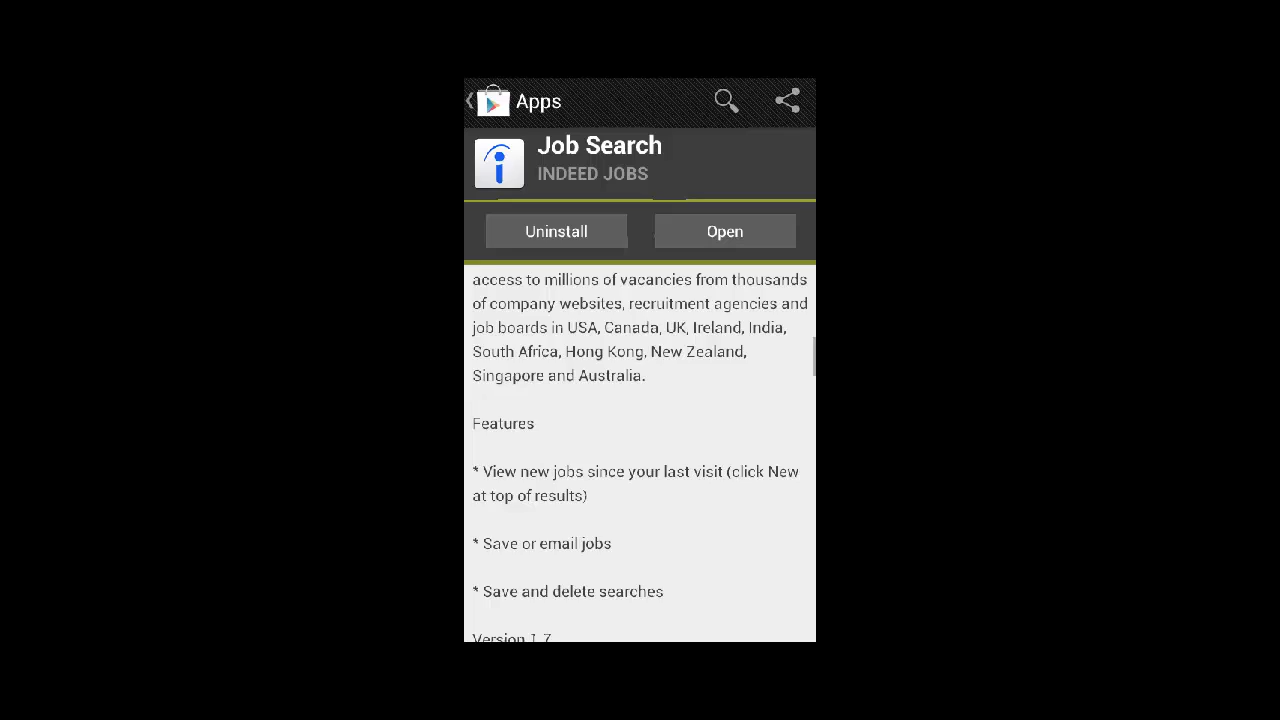 Apps
Job Search
INDEED JOBS
Uninstall
Open
access to millions of vacancies from thousands
of company websites, recruitment agencies and
job boards in USA, Canada, UK, Ireland, India,
South Africa, Hong Kong, New Zealand,
Singapore and Australia.
Features
* View new jobs since your last visit (click New
at top of results)
* Save or email jobs
* Save and delete searches
Version 1.7